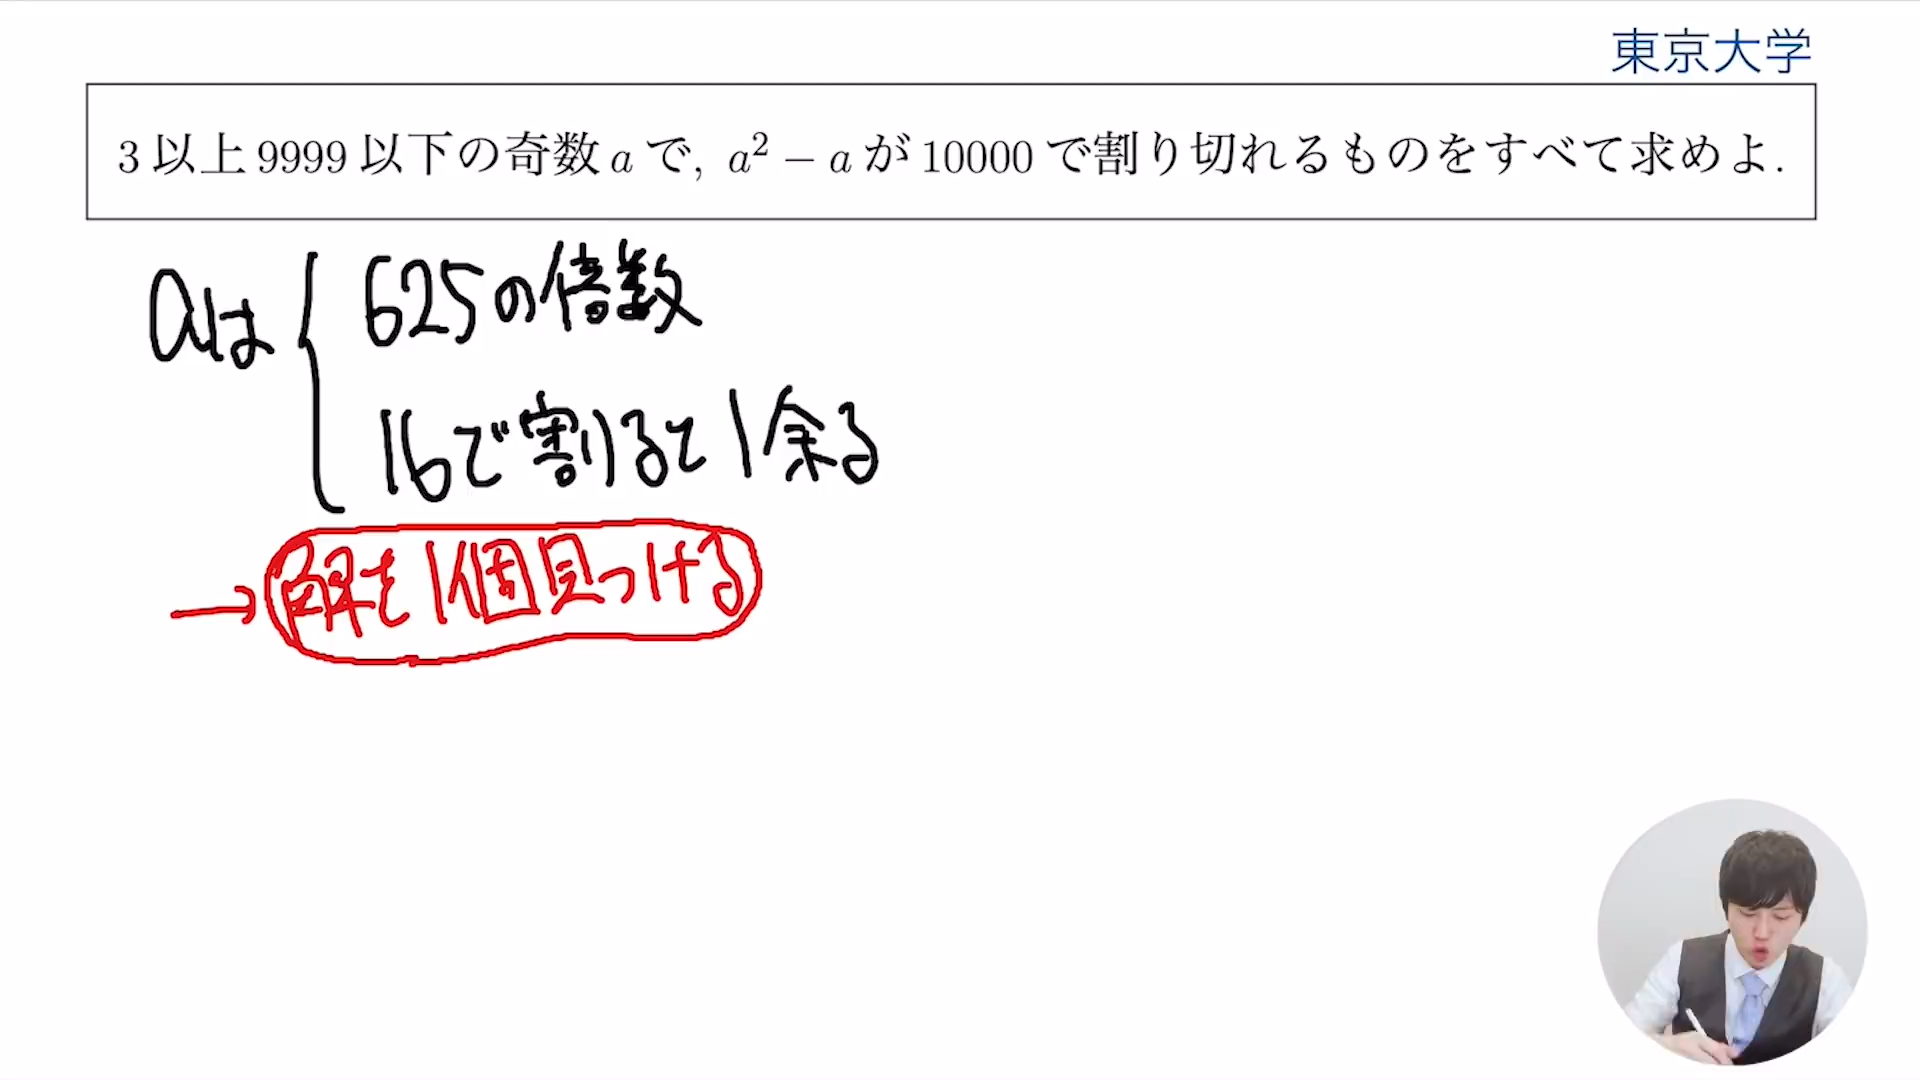 東京大学
3以上9999以下の奇数aで, a² − aが10000で割り切れるものをすべて求めよ.
aは
625の倍数
16で割ると1余る
→解を1個見つける